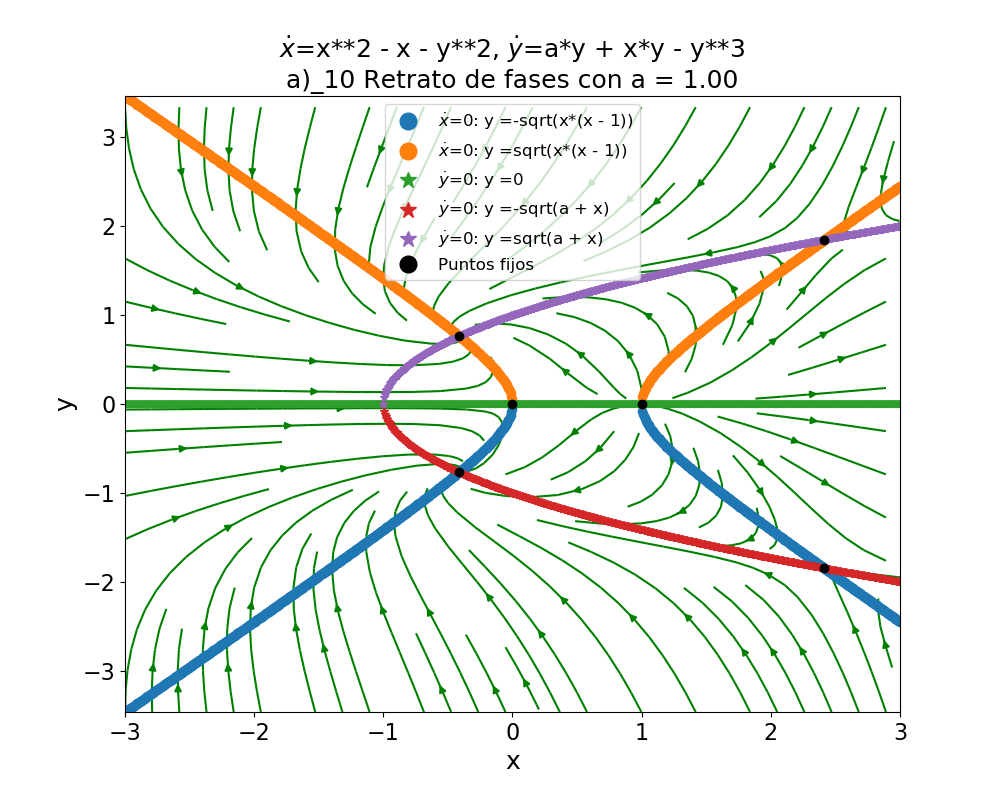 ẋ=x**2 - x - y**2, ẏ=a*y + x*y - y**3
a)_10 Retrato de fases con a = 1.00
ẋ=0: y =-sqrt(x*(x - 1))
ẋ=0: y =sqrt(x*(x - 1))
ẏ=0: y =0
ẏ=0: y =-sqrt(a + x)
ẏ=0: y =sqrt(a + x)
Puntos fijos
3
2
1
0
−1
−2
−3
y
−3 −2 −1 0 1 2 3
x